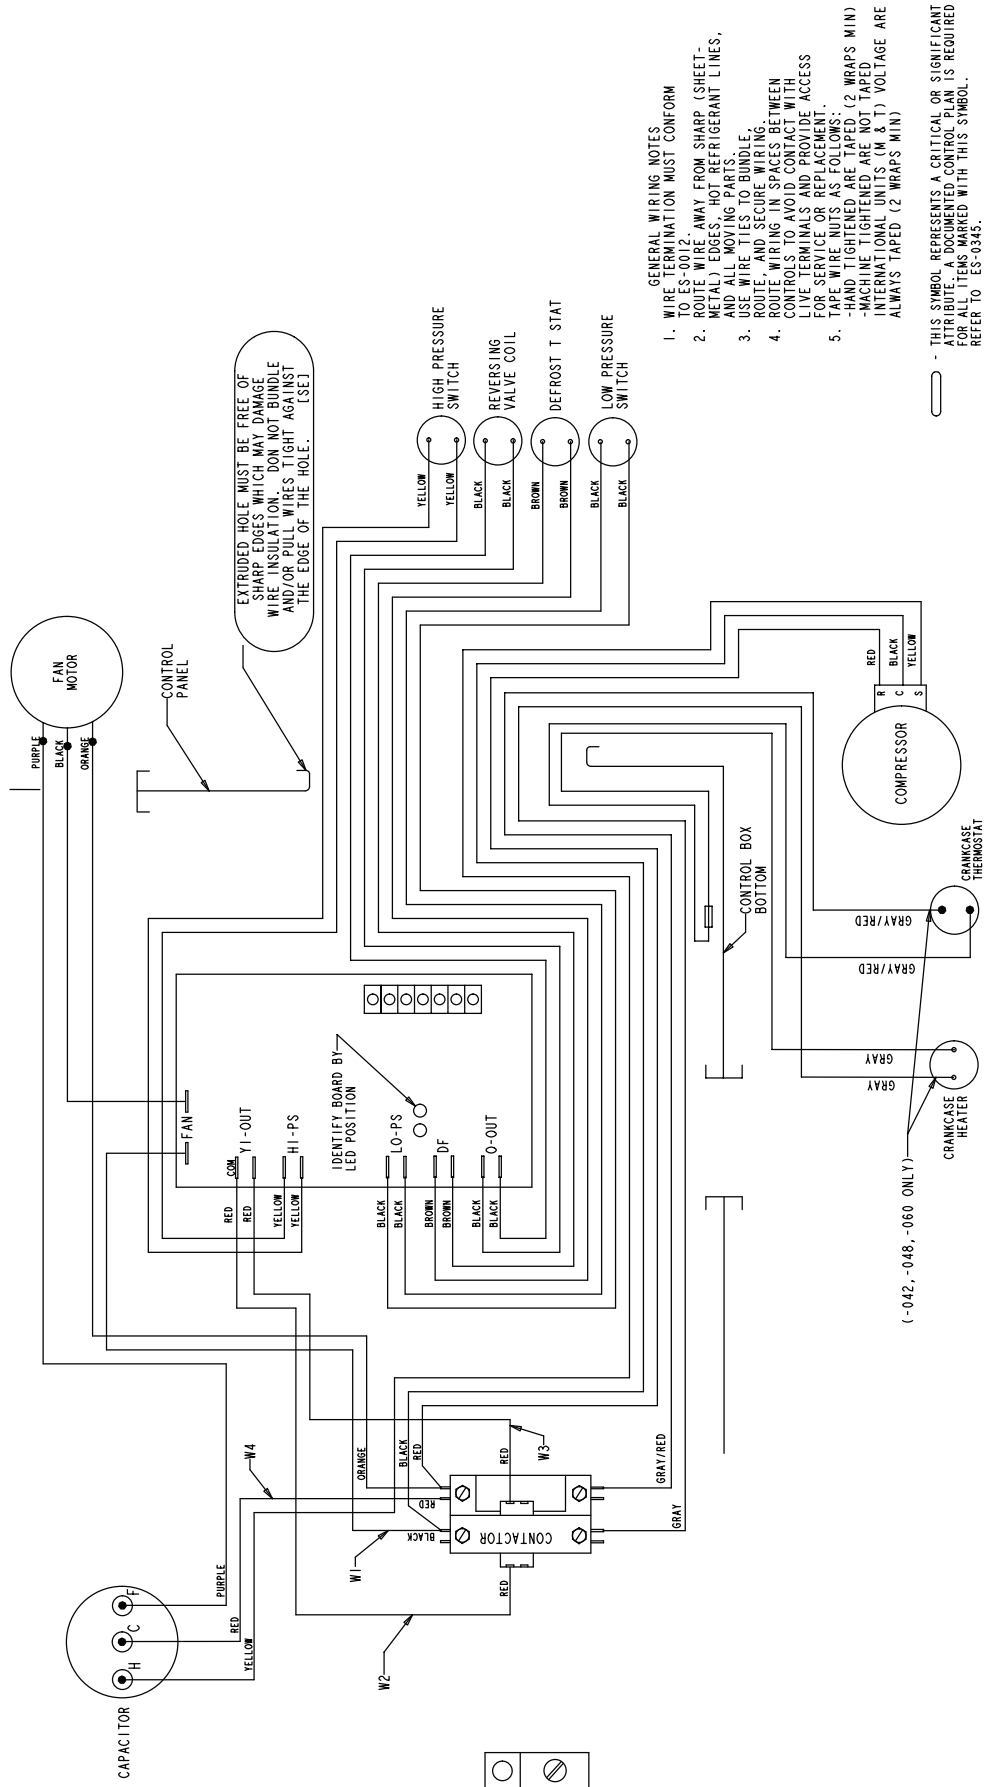 CAPACITOR
H
C
F
PURPLE
RED
YELLOW
W4
W1
W2
W3
ORANGE
BLACK
RED
RED
BLACK
CONTACTOR
RED
RED
GRAY/RED
GRAY
FAN
MOTOR
PURPLE
BLACK
ORANGE
CONTROL
PANEL
EXTRUDED HOLE MUST BE FREE OF
SHARP EDGES WHICH MAY DAMAGE
WIRE INSULATION. DON NOT BUNDLE
AND/OR PULL WIRES TIGHT AGAINST
THE EDGE OF THE HOLE. [SE]
FAN
COM
Y1-OUT
HI-PS
IDENTIFY BOARD BY
LED POSITION
LO-PS
DF
O-OUT
RED
RED
YELLOW
YELLOW
BLACK
BLACK
BROWN
BROWN
BLACK
BLACK
YELLOW
YELLOW
BLACK
BLACK
BROWN
BROWN
BLACK
BLACK
HIGH PRESSURE
SWITCH
REVERSING
VALVE COIL
DEFROST T STAT
LOW PRESSURE
SWITCH
CONTROL BOX
BOTTOM
RED
BLACK
YELLOW
R
C
S
COMPRESSOR
CRANKCASE
THERMOSTAT
GRAY/RED
GRAY/RED
GRAY
GRAY
CRANKCASE
HEATER
(-042,-048,-060 ONLY)
GENERAL WIRING NOTES
1. WIRE TERMINATION MUST CONFORM
TO ES-0012.
2. ROUTE WIRE AWAY FROM SHARP (SHEET-
METAL) EDGES, HOT REFRIGERANT LINES,
AND ALL MOVING PARTS.
3. USE WIRE TIES TO BUNDLE,
ROUTE, AND SECURE WIRING.
4. ROUTE WIRING IN SPACES BETWEEN
CONTROLS TO AVOID CONTACT WITH
LIVE TERMINALS AND PROVIDE ACCESS
FOR SERVICE OR REPLACEMENT.
5. TAPE WIRE NUTS AS FOLLOWS:
-HAND TIGHTENED ARE TAPED (2 WRAPS MIN)
-MACHINE TIGHTENED ARE NOT TAPED
INTERNATIONAL UNITS (M & T) VOLTAGE ARE
ALWAYS TAPED (2 WRAPS MIN)
- THIS SYMBOL REPRESENTS A CRITICAL OR SIGNIFICANT
ATTRIBUTE. A DOCUMENTED CONTROL PLAN IS REQUIRED
FOR ALL ITEMS MARKED WITH THIS SYMBOL.
REFER TO ES-0345.